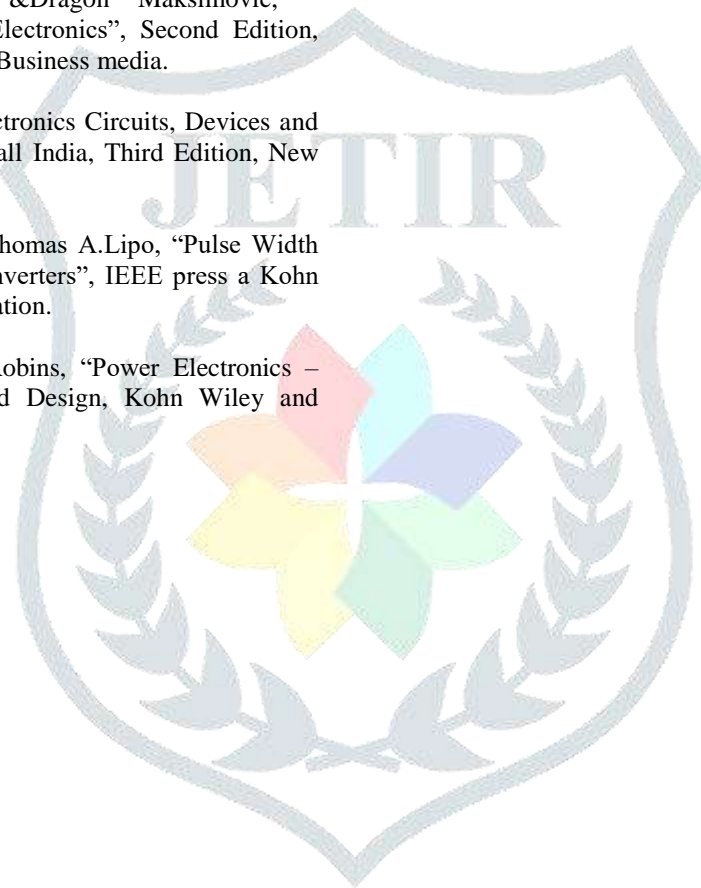 &Dragon Maksimovic,
Electronics”, Second Edition,
Business media.
ctronics Circuits, Devices and
all India, Third Edition, New
JETIR
homas A.Lipo, “Pulse Width
nverters”, IEEE press a Kohn
ation.
obins, “Power Electronics –
d Design, Kohn Wiley and